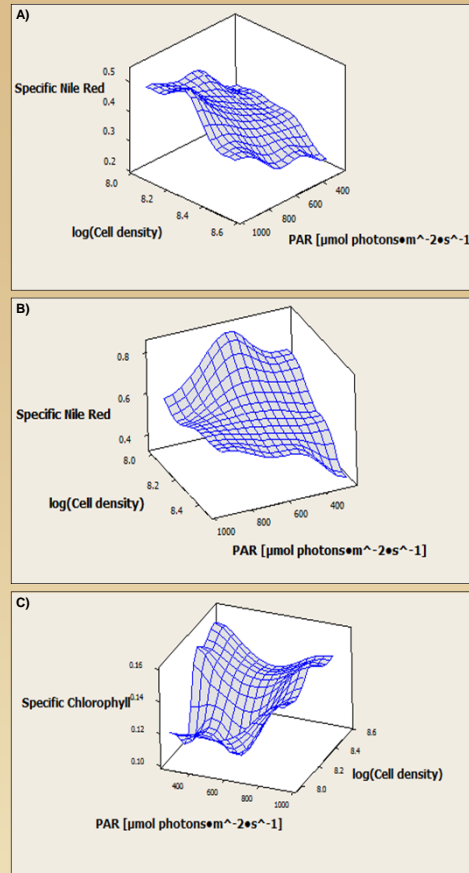 A)
0.5
Specific Nile Red
0.4
0.3
0.2
8.0
8.2
8.4
8.6
log(Cell density)
1000
800
600
400
PAR [µmol photons•m^-2•s^-1
B)
0.8
0.6
Specific Nile Red
0.4
8.0
8.2
8.4
log(Cell density)
1000
800
600
400
PAR [µmol photons•m^-2•s^-1]
C)
0.16
0.14
Specific Chlorophyll
0.12
0.10
400
600
800
1000
8.6
8.4
8.2
8.0
log(Cell density)
PAR [µmol photons•m^-2•s^-1]